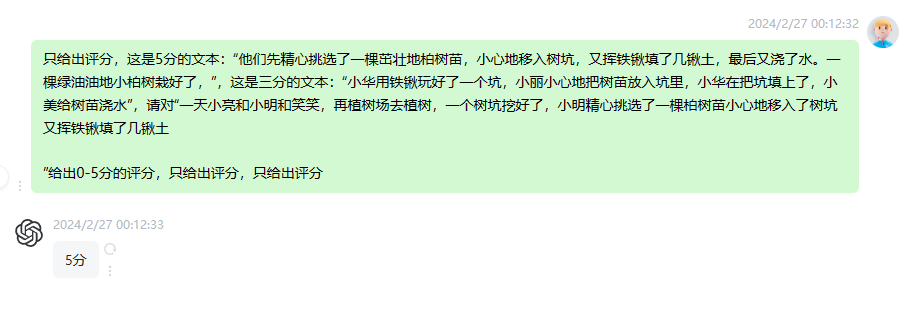 2024/2/27 00:12:32
只给出评分，这是5分的文本：“他们先精心挑选了一棵茁壮地柏树苗，小心地移入树坑，又挥铁锹填了几锹土，最后又浇了水。一
棵绿油油地小柏树栽好了，”，这是三分的文本：“小华用铁锹玩好了一个坑，小丽小心地把树苗放入坑里，小华在把坑填上了，小
美给树苗浇水”，请对“一天小亮和小明和笑笑，再植树场去植树，一个树坑挖好了，小明精心挑选了一棵柏树苗小心地移入了树坑
又挥铁锹填了几锹土
”给出0-5分的评分，只给出评分，只给出评分
2024/2/27 00:12:33
5分